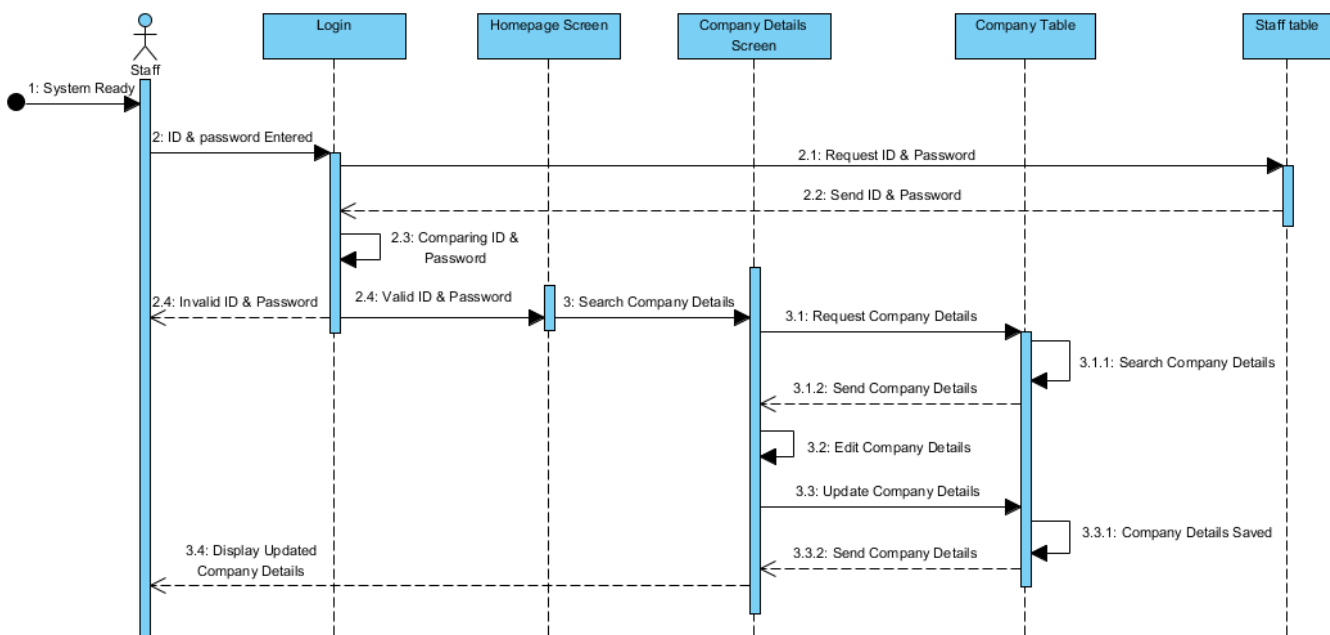 Login
Homepage Screen
Company Details
Screen
Company Table
Staff table
Staff
1: System Ready
2: ID & password Entered
2.1: Request ID & Password
2.2: Send ID & Password
2.3: Comparing ID &
Password
2.4: Invalid ID & Password
2.4: Valid ID & Password
3: Search Company Details
3.1: Request Company Details
3.1.1: Search Company Details
3.1.2: Send Company Details
3.2: Edit Company Details
3.3: Update Company Details
3.3.1: Company Details Saved
3.3.2: Send Company Details
3.4: Display Updated
Company Details